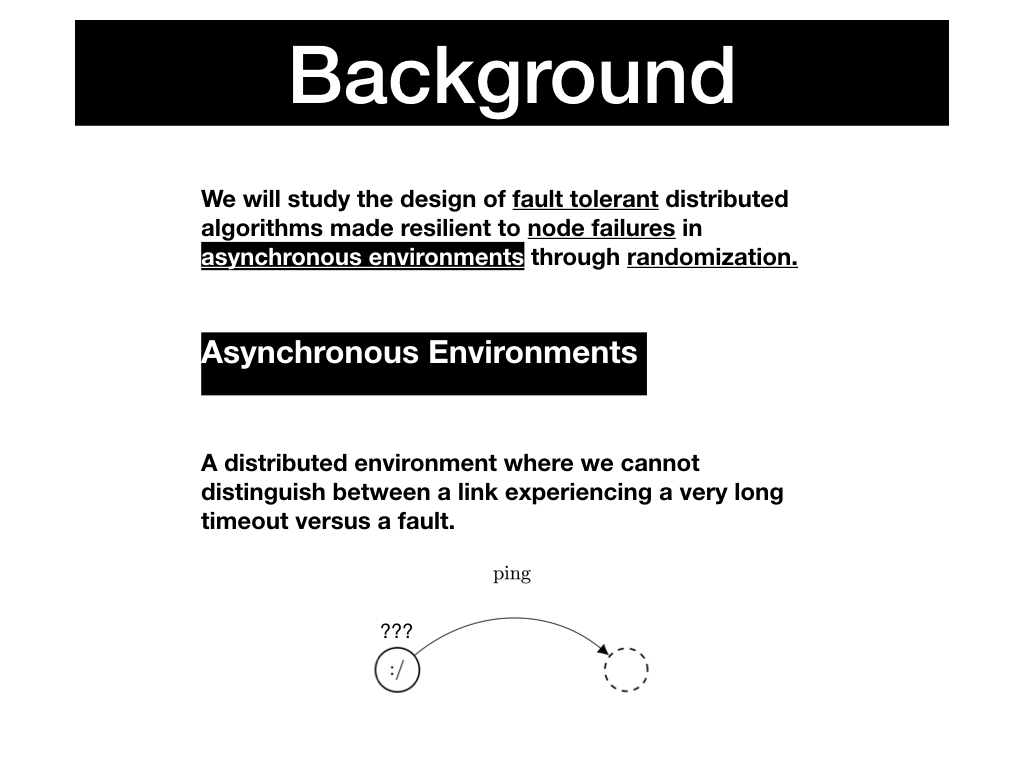 Background
We will study the design of fault tolerant distributed
algorithms made resilient to node failures in
asynchronous environments through randomization.
Asynchronous Environments
A distributed environment where we cannot
distinguish between a link experiencing a very long
timeout versus a fault.
ping
???
:/